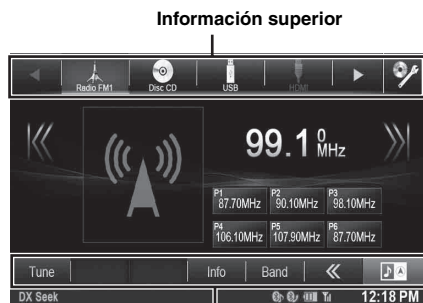 Información superior
Radio FM1 Disc CD USB HDMI
99.1 0 MHz
P1 87.70MHz P2 90.10MHz P3 98.10MHz
P4 106.10MHz P5 107.90MHz P6 87.70MHz
Tune Info Band
DX Seek 12:18 PM